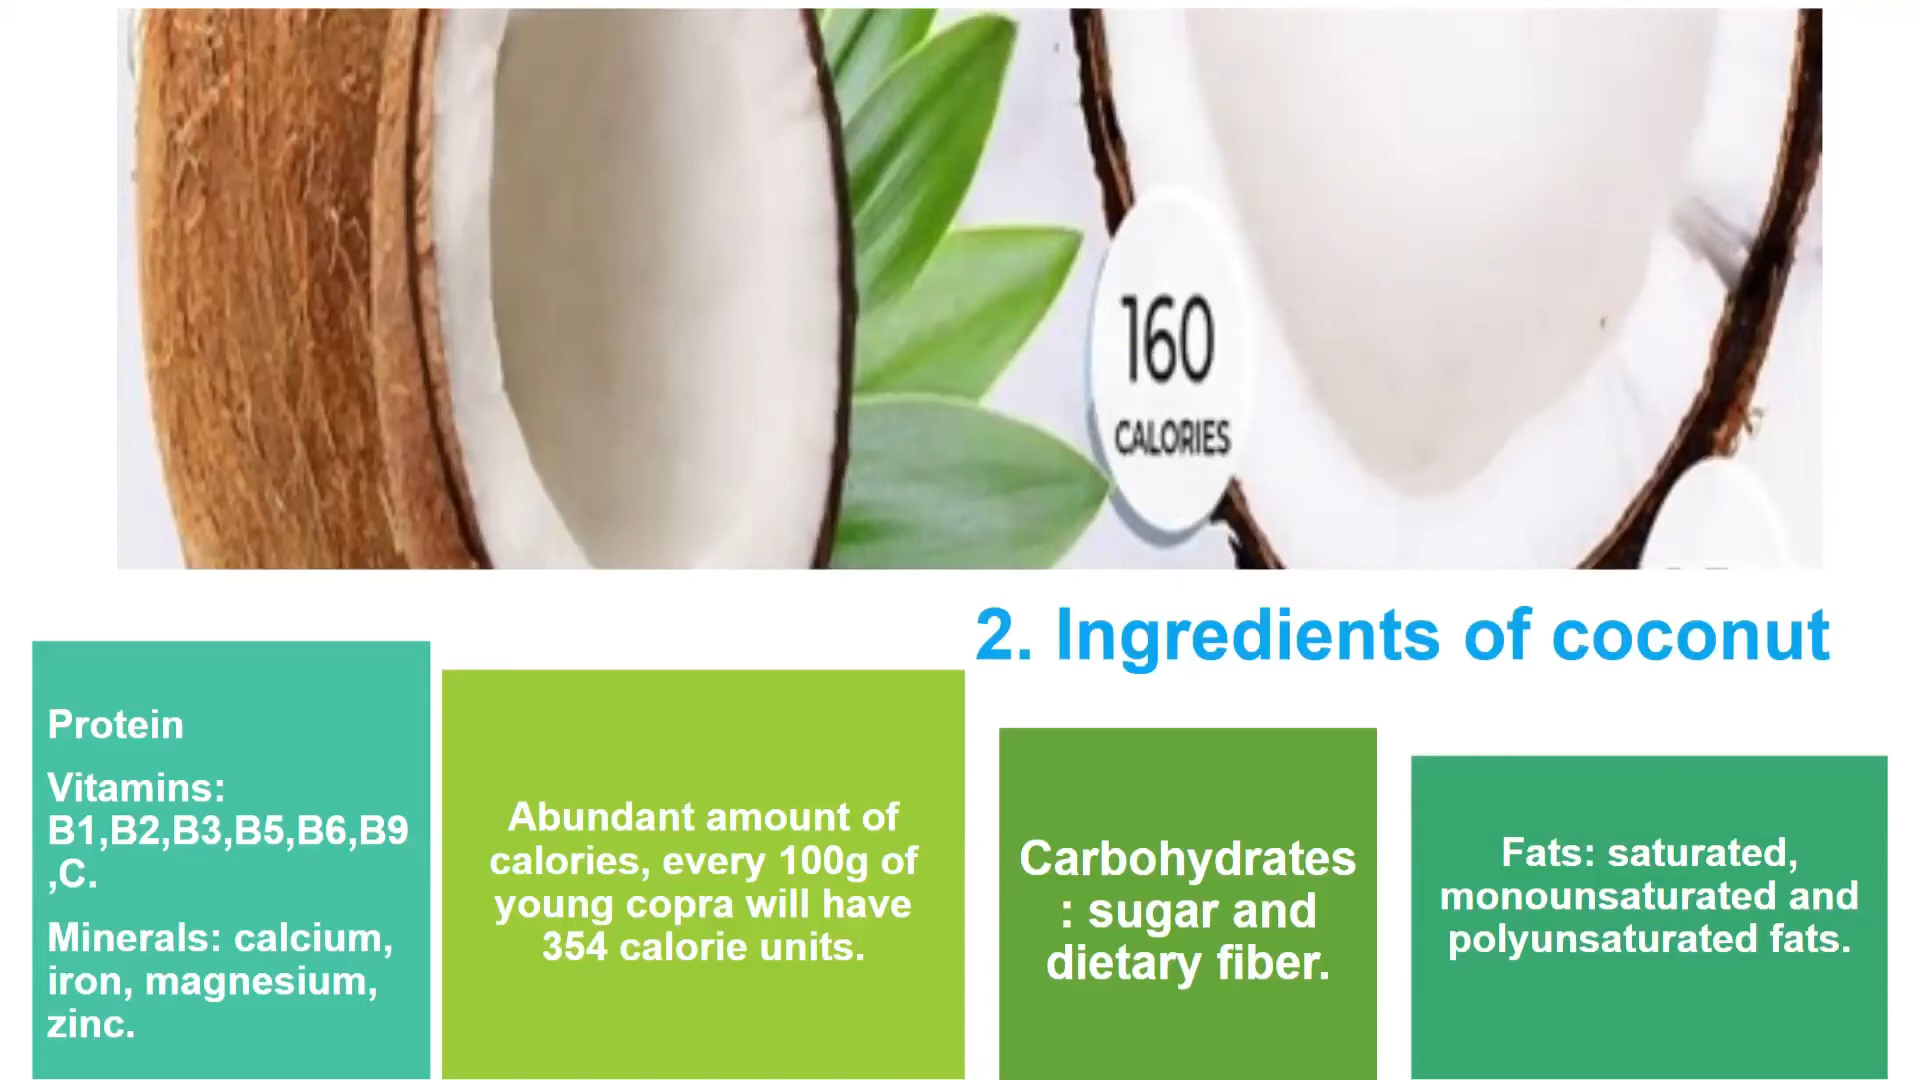 160
CALORIES
2. Ingredients of coconut
Protein
Vitamins:
B1,B2,B3,B5,B6,B9
,C.
Minerals: calcium,
iron, magnesium,
zinc.
Abundant amount of
calories, every 100g of
young copra will have
354 calorie units.
Carbohydrates
: sugar and
dietary fiber.
Fats: saturated,
monounsaturated and
polyunsaturated fats.